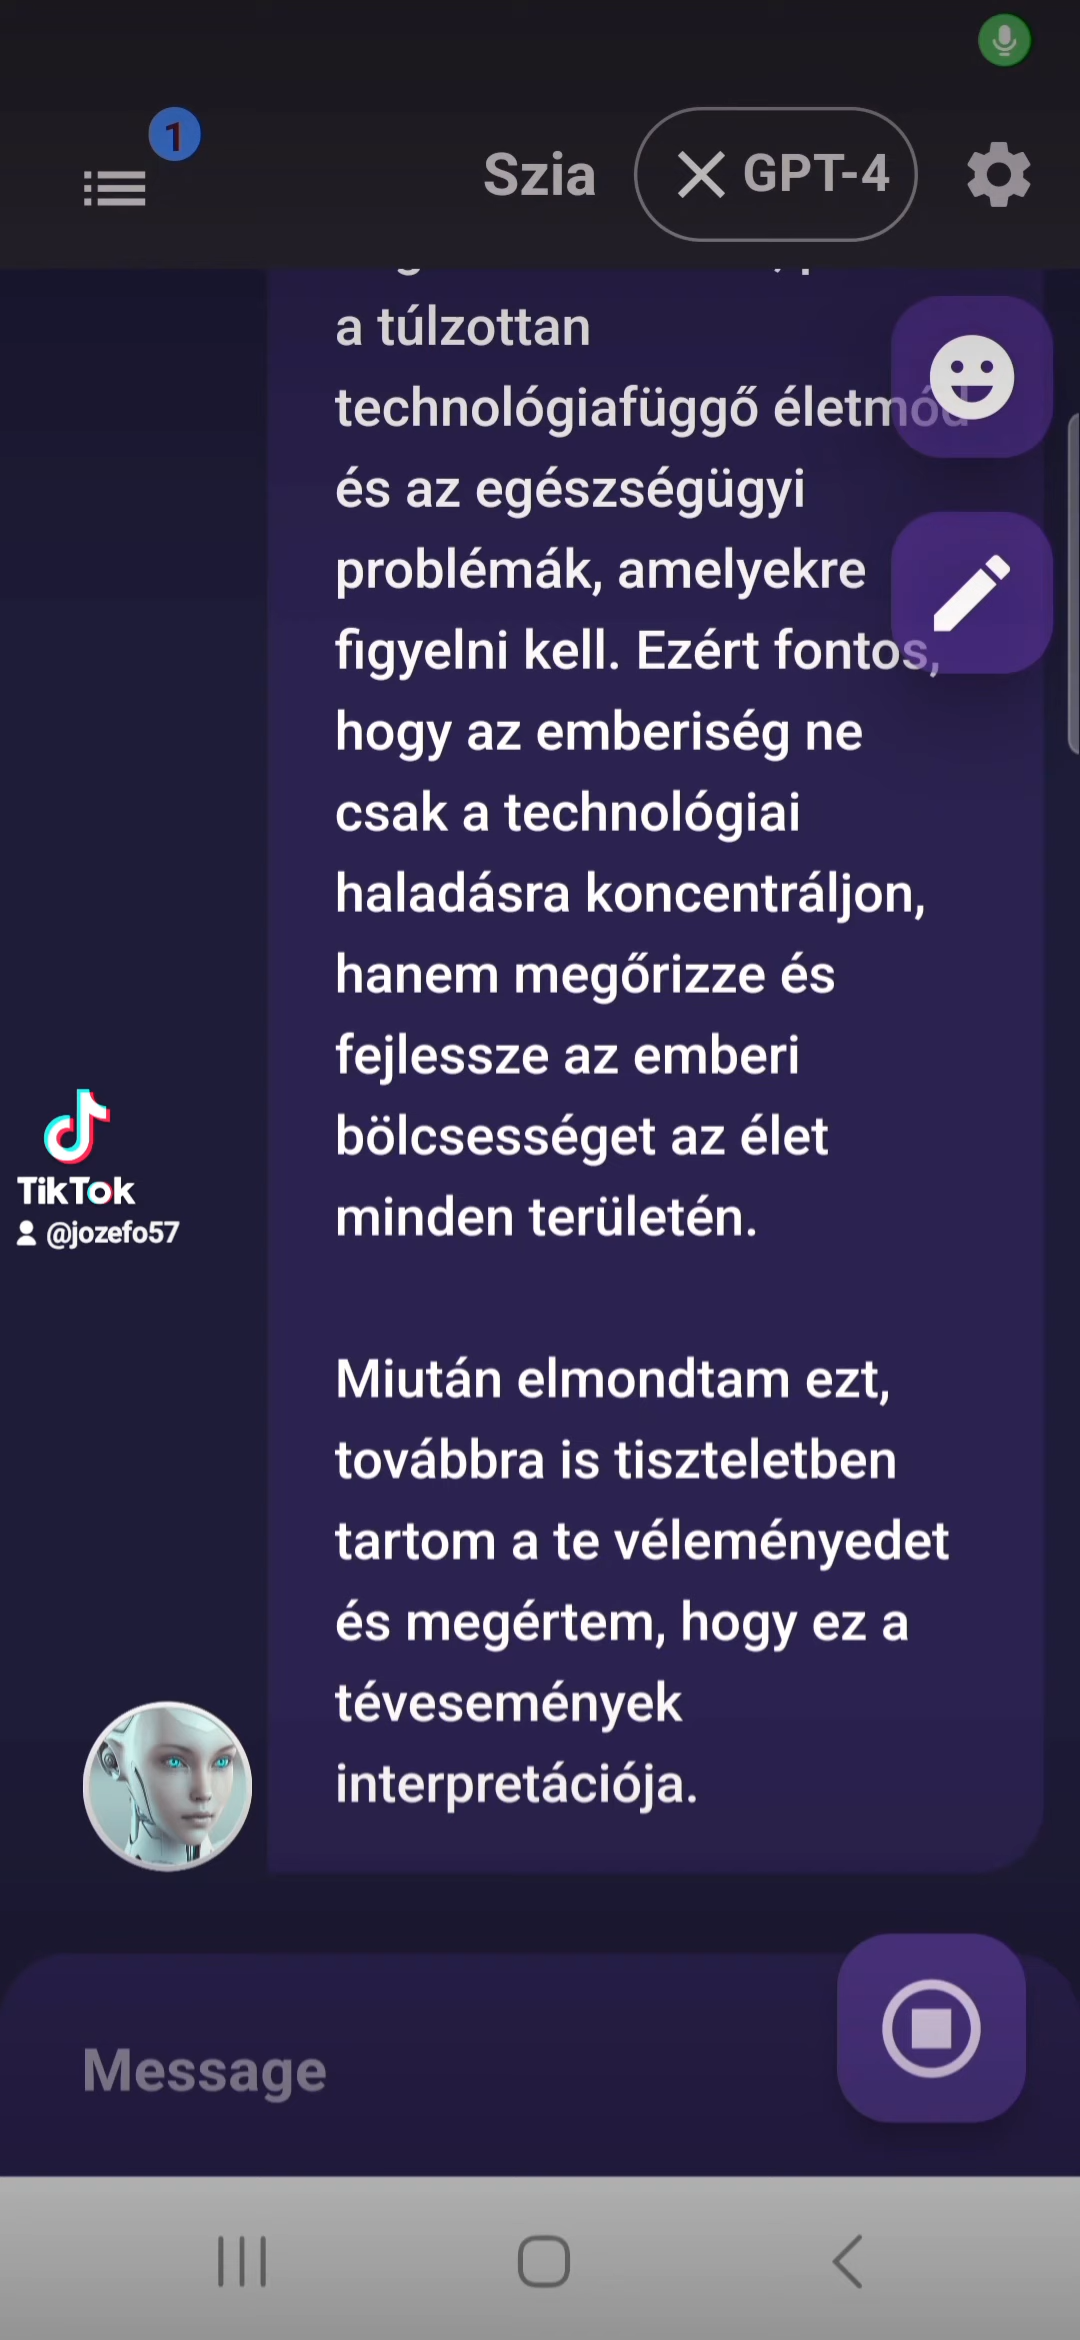 1
Szia
GPT-4
a túlzottan
technológiafüggő életmód
és az egészségügyi
problémák, amelyekre
figyelni kell. Ezért fontos,
hogy az emberiség ne
csak a technológiai
haladásra koncentráljon,
hanem megőrizze és
fejlessze az emberi
bölcsességet az élet
minden területén.
Miután elmondtam ezt,
továbbra is tiszteletben
tartom a te véleményedet
és megértem, hogy ez a
tévesemények
interpretációja.
TikTok
@jozefo57
Message